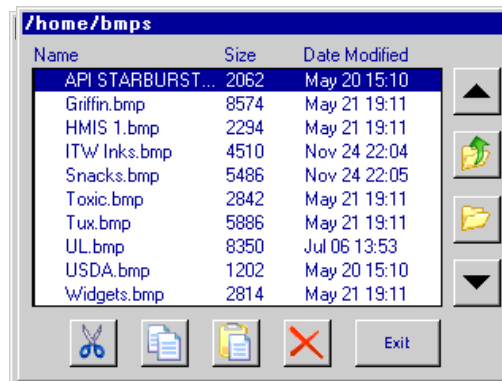 /home/bmps
Name Size Date Modified
API STARBURST... 2062 May 20 15:10
Griffin.bmp 8574 May 21 19:11
HMIS 1.bmp 2294 May 21 19:11
ITW Inks.bmp 4510 Nov 24 22:04
Snacks.bmp 5486 Nov 24 22:05
Toxic.bmp 2842 May 21 19:11
Tux.bmp 5886 May 21 19:11
UL.bmp 8350 Jul 06 13:53
USDA.bmp 1202 May 20 15:10
Widgets.bmp 2814 May 21 19:11
Exit